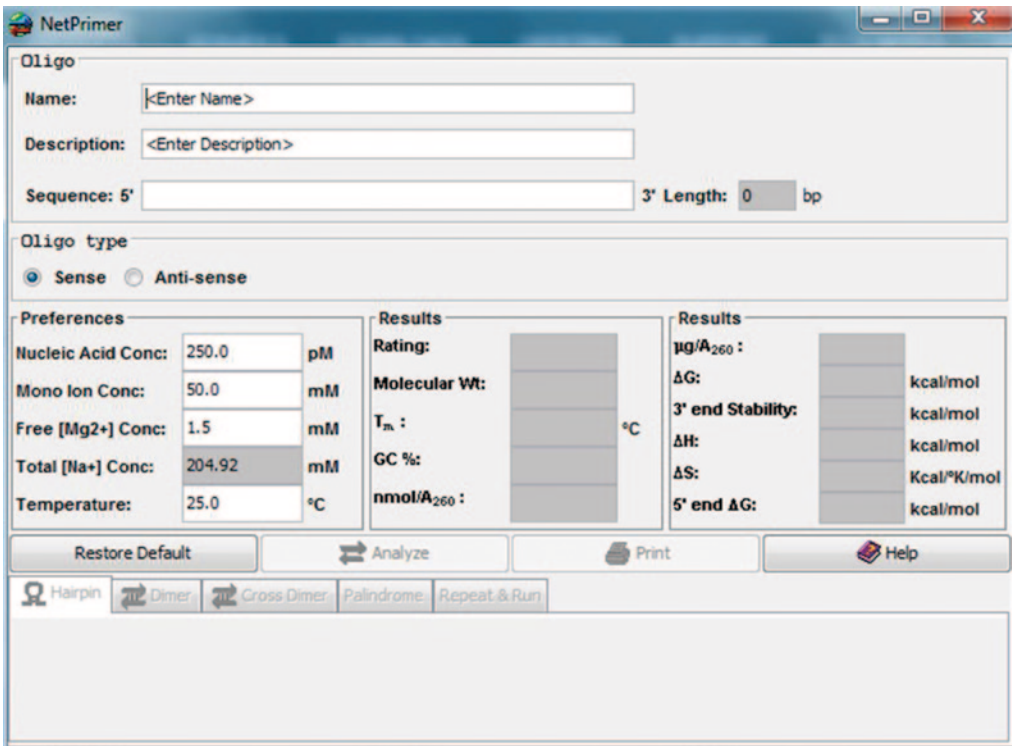 NetPrimer
Oligo
Name: <Enter Name>
Description: <Enter Description>
Sequence: 5' 3' Length: 0 bp
Oligo type
Sense Anti-sense
Preferences
Nucleic Acid Conc: 250.0 pM
Mono Ion Conc: 50.0 mM
Free [Mg2+] Conc: 1.5 mM
Total [Na+] Conc: 204.92 mM
Temperature: 25.0 °C
Results
Rating:
Molecular Wt:
Tm : °C
GC %:
nmol/A260 :
Results
µg/A260 :
ΔG: kcal/mol
3' end Stability: kcal/mol
ΔH: kcal/mol
ΔS: Kcal/°K/mol
5' end ΔG: kcal/mol
Restore Default Analyze Print Help
Hairpin Dimer Cross Dimer Palindrome Repeat & Run